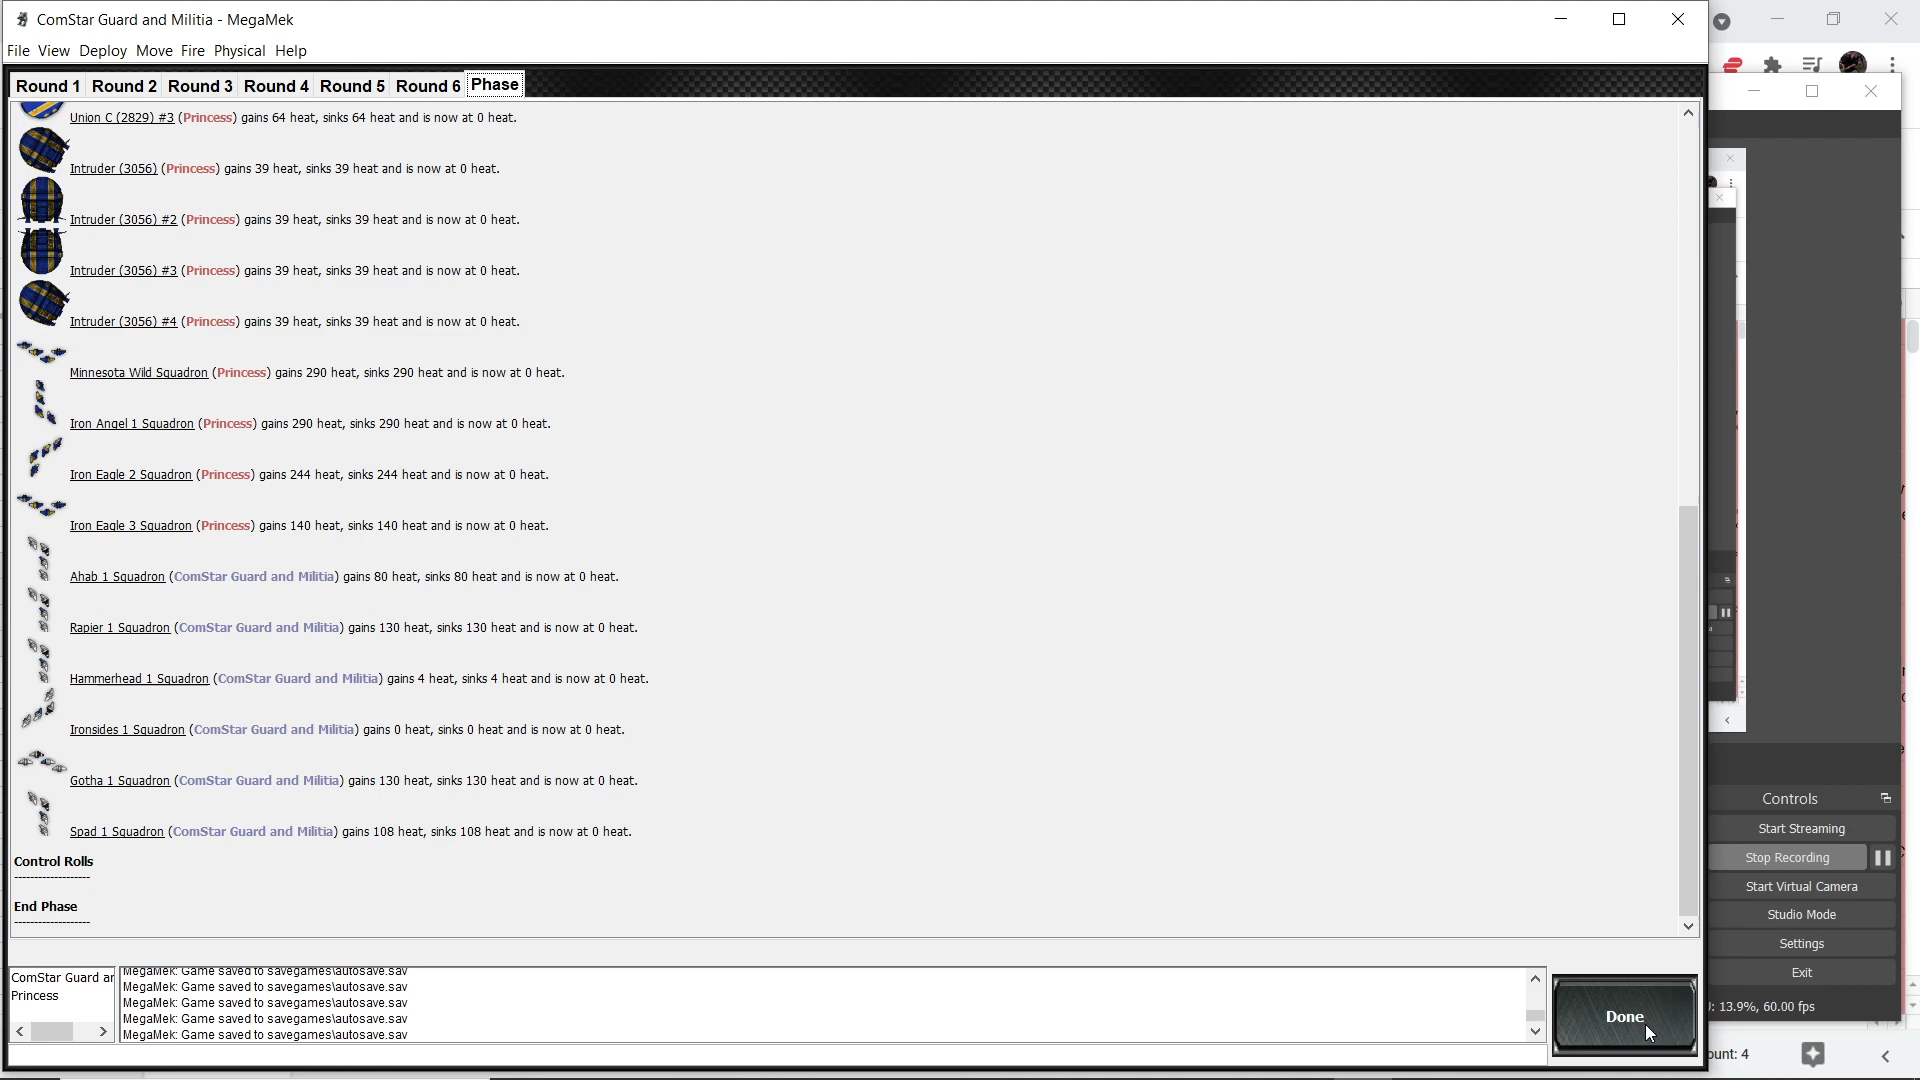 ComStar Guard and Militia - MegaMek
File View Deploy Move Fire Physical Help
Round 1 Round 2 Round 3 Round 4 Round 5 Round 6 Phase
Union C (2829) #3 (Princess) gains 64 heat, sinks 64 heat and is now at 0 heat.
Intruder (3056) (Princess) gains 39 heat, sinks 39 heat and is now at 0 heat.
Intruder (3056) #2 (Princess) gains 39 heat, sinks 39 heat and is now at 0 heat.
Intruder (3056) #3 (Princess) gains 39 heat, sinks 39 heat and is now at 0 heat.
Intruder (3056) #4 (Princess) gains 39 heat, sinks 39 heat and is now at 0 heat.
Minnesota Wild Squadron (Princess) gains 290 heat, sinks 290 heat and is now at 0 heat.
Iron Angel 1 Squadron (Princess) gains 290 heat, sinks 290 heat and is now at 0 heat.
Iron Eagle 2 Squadron (Princess) gains 244 heat, sinks 244 heat and is now at 0 heat.
Iron Eagle 3 Squadron (Princess) gains 140 heat, sinks 140 heat and is now at 0 heat.
Ahab 1 Squadron (ComStar Guard and Militia) gains 80 heat, sinks 80 heat and is now at 0 heat.
Rapier 1 Squadron (ComStar Guard and Militia) gains 130 heat, sinks 130 heat and is now at 0 heat.
Hammerhead 1 Squadron (ComStar Guard and Militia) gains 4 heat, sinks 4 heat and is now at 0 heat.
Ironsides 1 Squadron (ComStar Guard and Militia) gains 0 heat, sinks 0 heat and is now at 0 heat.
Gotha 1 Squadron (ComStar Guard and Militia) gains 130 heat, sinks 130 heat and is now at 0 heat.
Spad 1 Squadron (ComStar Guard and Militia) gains 108 heat, sinks 108 heat and is now at 0 heat.
Control Rolls
-------------------
End Phase
-------------------
ComStar Guard ar
Princess
MegaMek: Game saved to savegames\autosave.sav
MegaMek: Game saved to savegames\autosave.sav
MegaMek: Game saved to savegames\autosave.sav
MegaMek: Game saved to savegames\autosave.sav
MegaMek: Game saved to savegames\autosave.sav
Done
Controls
Start Streaming
Stop Recording
Start Virtual Camera
Studio Mode
Settings
Exit
: 13.9%, 60.00 fps
ount: 4